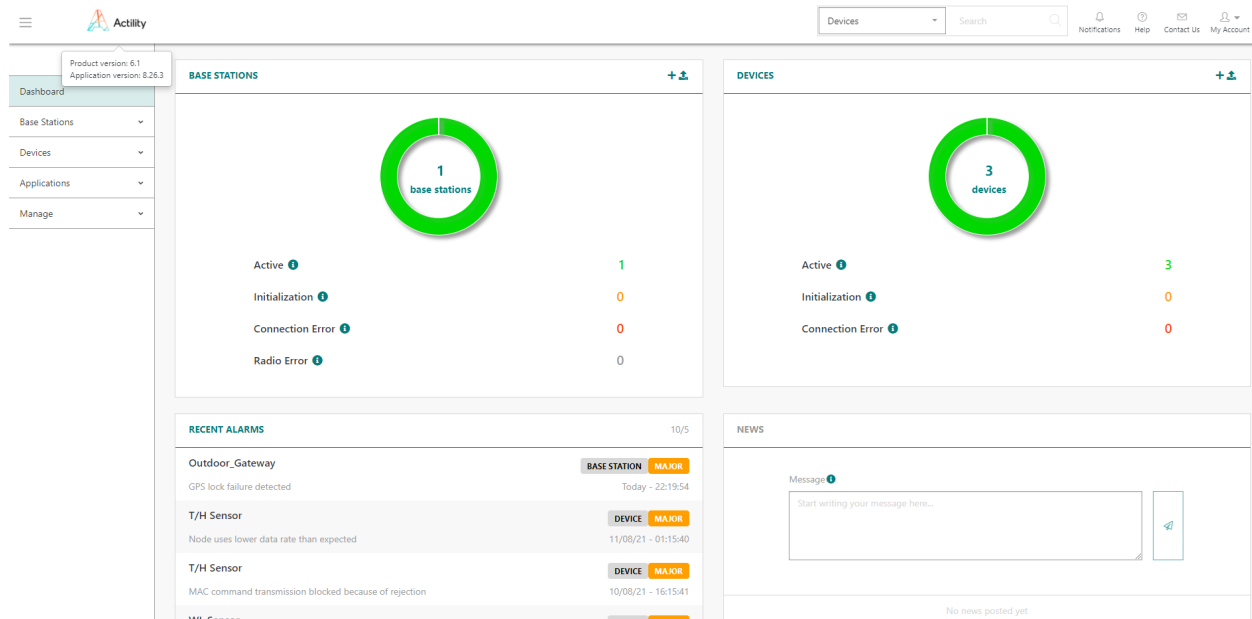 Actility
Devices
Search
Notifications
Help
Contact Us
My Account
Product version: 6.1
Application version: 8.26.3
Dashboard
Base Stations
Devices
Applications
Manage
BASE STATIONS
1
base stations
Active
1
Initialization
0
Connection Error
0
Radio Error
0
DEVICES
3
devices
Active
3
Initialization
0
Connection Error
0
RECENT ALARMS
10/5
Outdoor_Gateway
BASE STATION MAJOR
GPS lock failure detected
Today - 22:19:54
T/H Sensor
DEVICE MAJOR
Node uses lower data rate than expected
11/08/21 - 01:15:40
T/H Sensor
DEVICE MAJOR
MAC command transmission blocked because of rejection
10/08/21 - 16:15:41
NEWS
Message
Start writing your message here...
No news posted yet